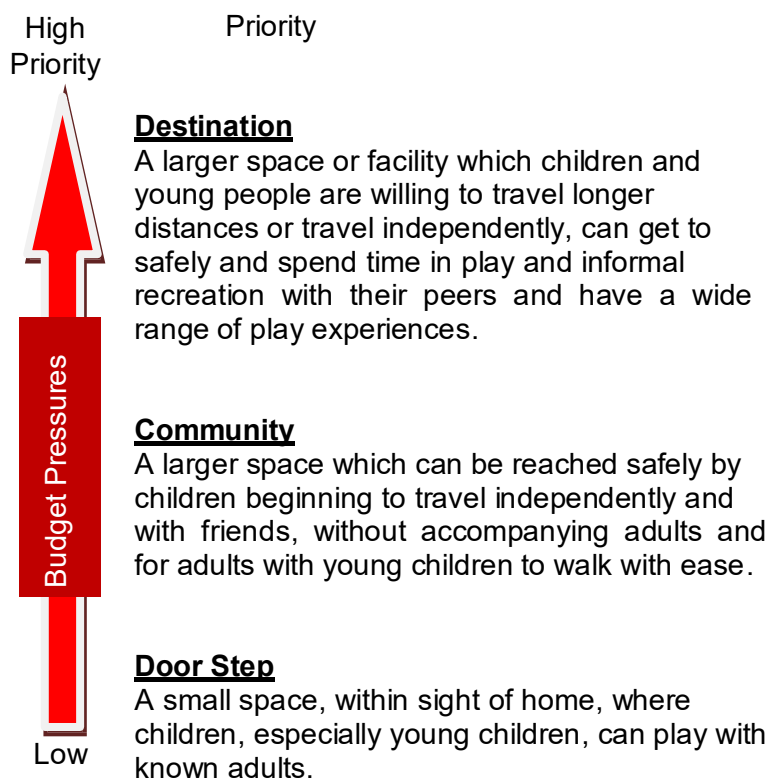 High
Priority
Priority
Destination
A larger space or facility which children and
young people are willing to travel longer
distances or travel independently, can get to
safely and spend time in play and informal
recreation with their peers and have a wide
range of play experiences.
Budget Pressures
Community
A larger space which can be reached safely by
children beginning to travel independently and
with friends, without accompanying adults and
for adults with young children to walk with ease.
Door Step
A small space, within sight of home, where
children, especially young children, can play with
known adults.
Low